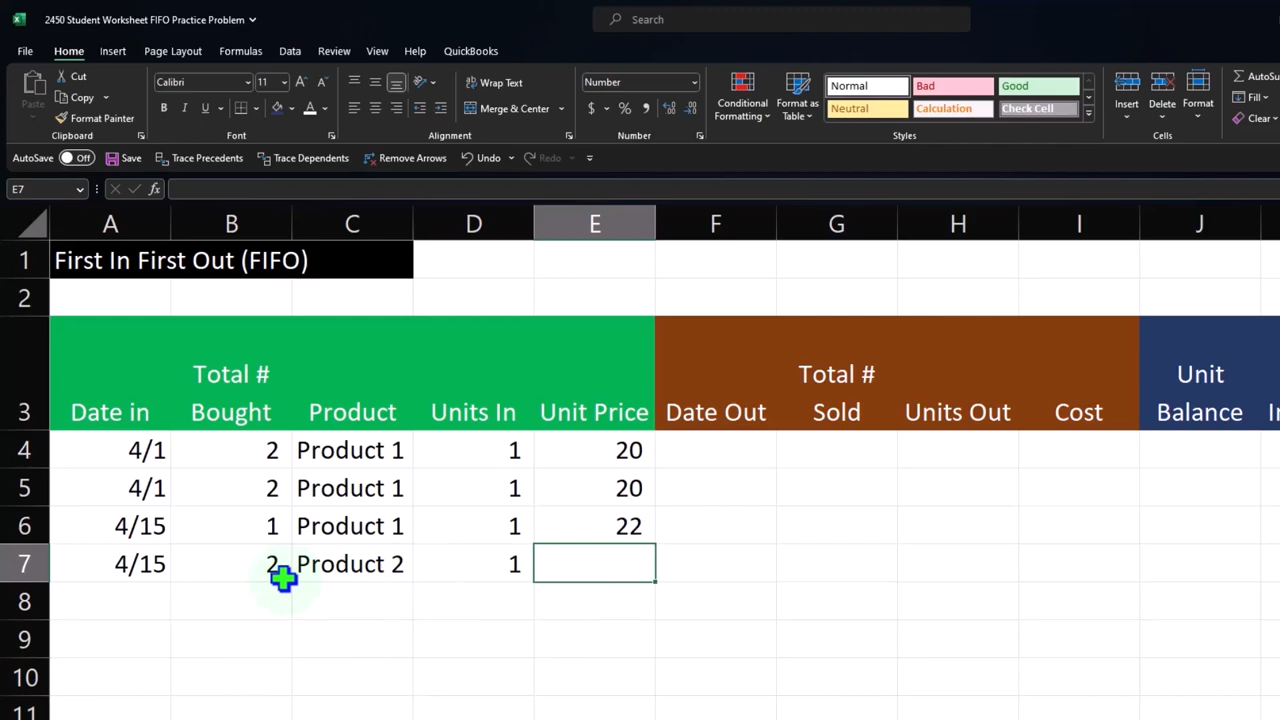 2450 Student Worksheet FIFO Practice Problem
Search
File Home Insert Page Layout Formulas Data Review View Help QuickBooks
Paste
Cut
Copy
Format Painter
Clipboard
Calibri 11
B I U
Font
Wrap Text
Merge & Center
Alignment
Number
$ % ,
Number
Conditional Formatting
Format as Table
Normal Bad Good
Neutral Calculation Check Cell
Styles
Insert Delete Format
Cells
AutoSu
Fill
Clear
AutoSave Off Save Trace Precedents Trace Dependents Remove Arrows Undo Redo
E7 fx
A B C D E F G H I J
1 First In First Out (FIFO)
2
3 Date in Total # Bought Product Units In Unit Price Date Out Total # Sold Units Out Cost Unit Balance
4 4/1 2 Product 1 1 20
5 4/1 2 Product 1 1 20
6 4/15 1 Product 1 1 22
7 4/15 2 Product 2 1
8
9
10
11